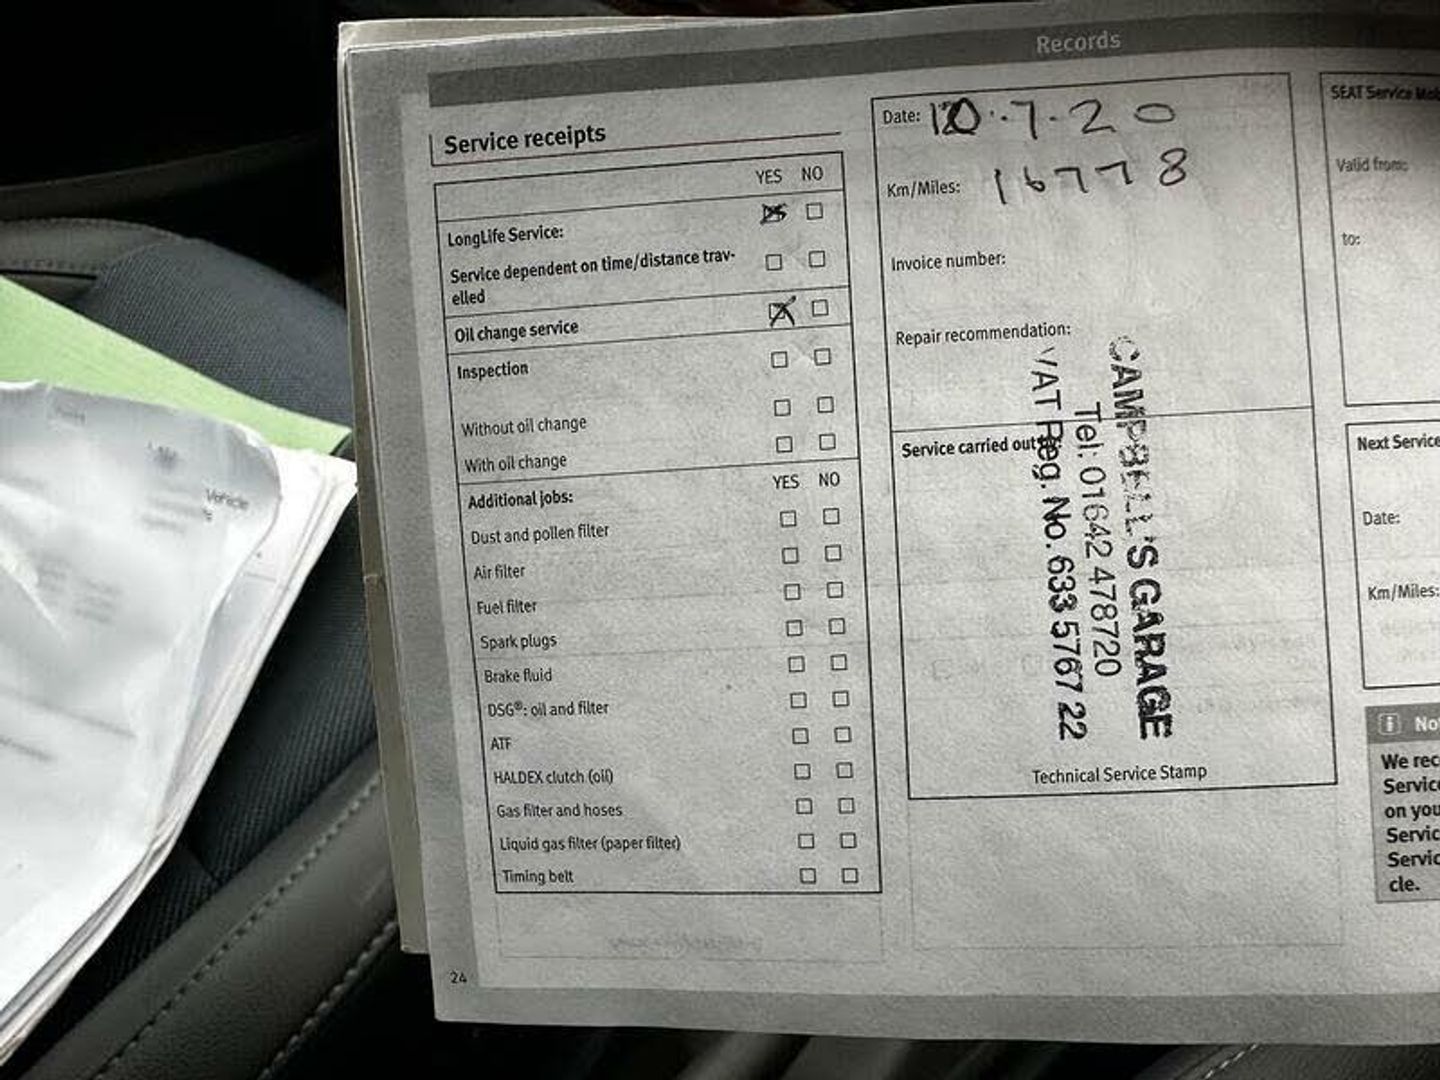 Records
Service receipts
YES NO
LongLife Service:
Service dependent on time/distance trav-
elled
Oil change service
Inspection
Without oil change
With oil change
Additional jobs: YES NO
Dust and pollen filter
Air filter
Fuel filter
Spark plugs
Brake fluid
DSG®: oil and filter
ATF
HALDEX clutch (oil)
Gas filter and hoses
Liquid gas filter (paper filter)
Timing belt
24
Date: 10.7.20
Km/Miles: 16778
Invoice number:
Repair recommendation:
Service carried out
CAMPBELL'S GARAGE
Tel: 01642 478720
VAT Reg. No. 633 5767 22
Technical Service Stamp
SEAT Service
Valid from:
to:
Next Service
Date:
Km/Miles:
We rec
Service
on you
Servic
Servic
cle.
Vehicle